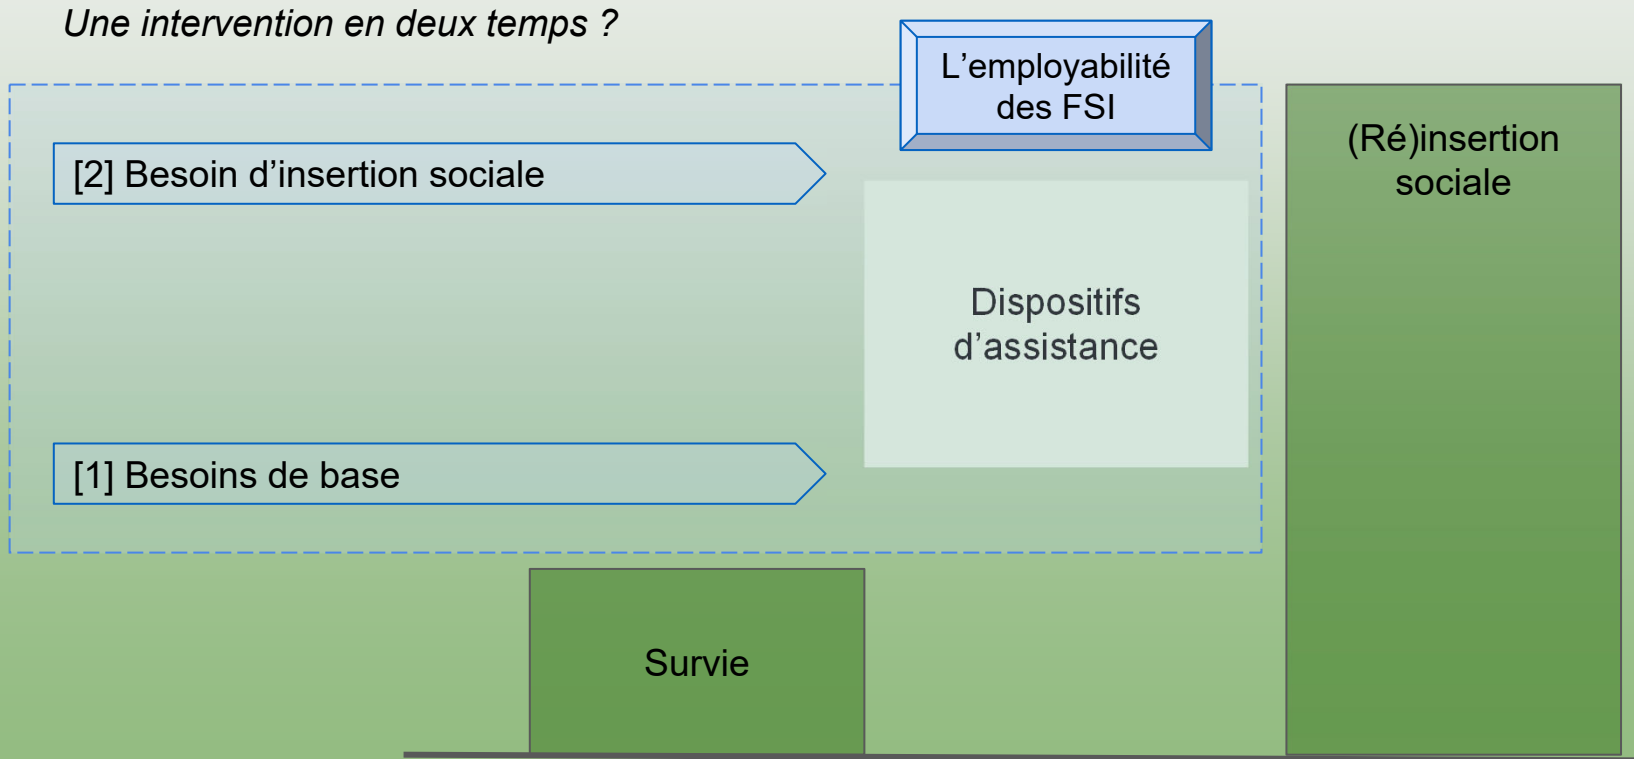 Une intervention en deux temps ?
L’employabilité
des FSI
(Ré)insertion
sociale
[2] Besoin d’insertion sociale
Dispositifs
d’assistance
[1] Besoins de base
Survie